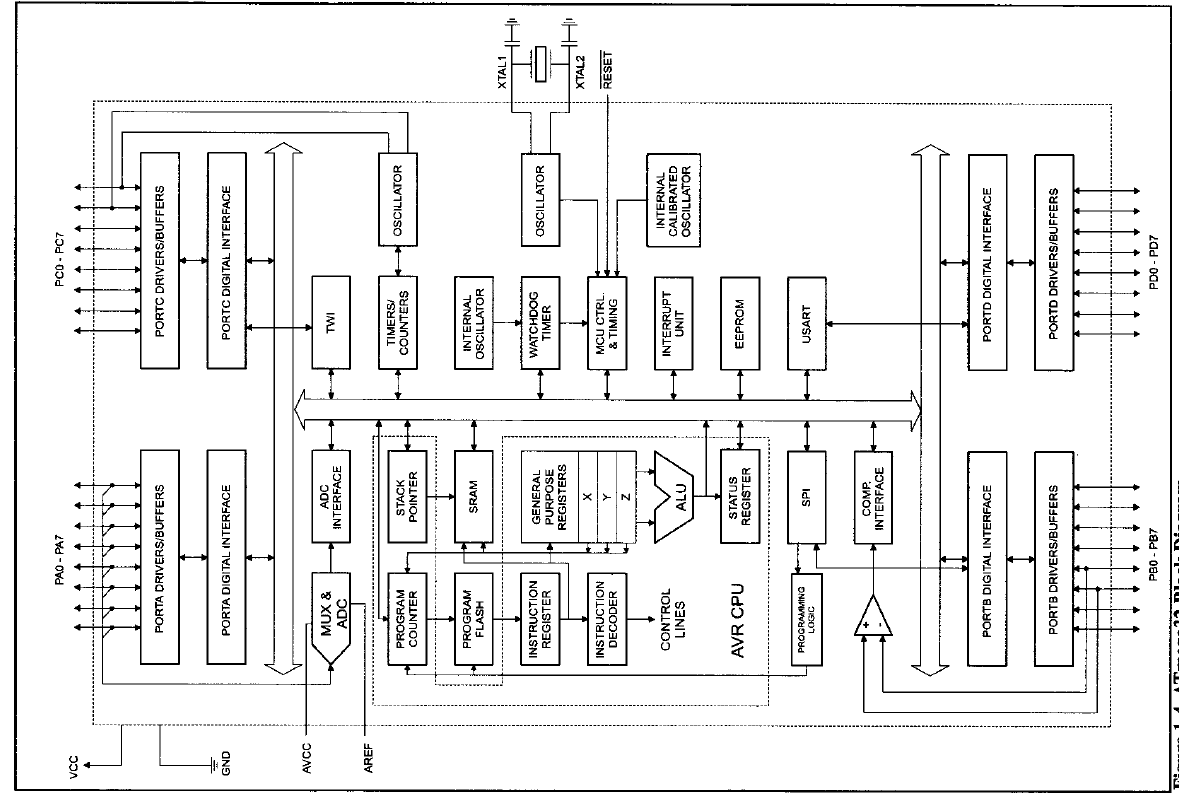 PA0 - PA7
PC0 - PC7
VCC
GND
PORTA DRIVERS/BUFFERS
PORTC DRIVERS/BUFFERS
PORTA DIGITAL INTERFACE
PORTC DIGITAL INTERFACE
AVCC
AREF
MUX &
ADC
ADC
INTERFACE
TWI
PROGRAM
COUNTER
STACK
POINTER
TIMERS/
COUNTERS
OSCILLATOR
PROGRAM
FLASH
SRAM
INTERNAL
OSCILLATOR
XTAL1
INSTRUCTION
REGISTER
GENERAL
PURPOSE
REGISTERS
X
Y
Z
WATCHDOG
TIMER
OSCILLATOR
XTAL2
INSTRUCTION
DECODER
MCU CTRL.
& TIMING
RESET
CONTROL
LINES
ALU
INTERRUPT
UNIT
INTERNAL
CALIBRATED
OSCILLATOR
AVR CPU
STATUS
REGISTER
EEPROM
PROGRAMMING
LOGIC
SPI
USART
+
-
COMP.
INTERFACE
PORTB DIGITAL INTERFACE
PORTD DIGITAL INTERFACE
PORTB DRIVERS/BUFFERS
PORTD DRIVERS/BUFFERS
PB0 - PB7
PD0 - PD7